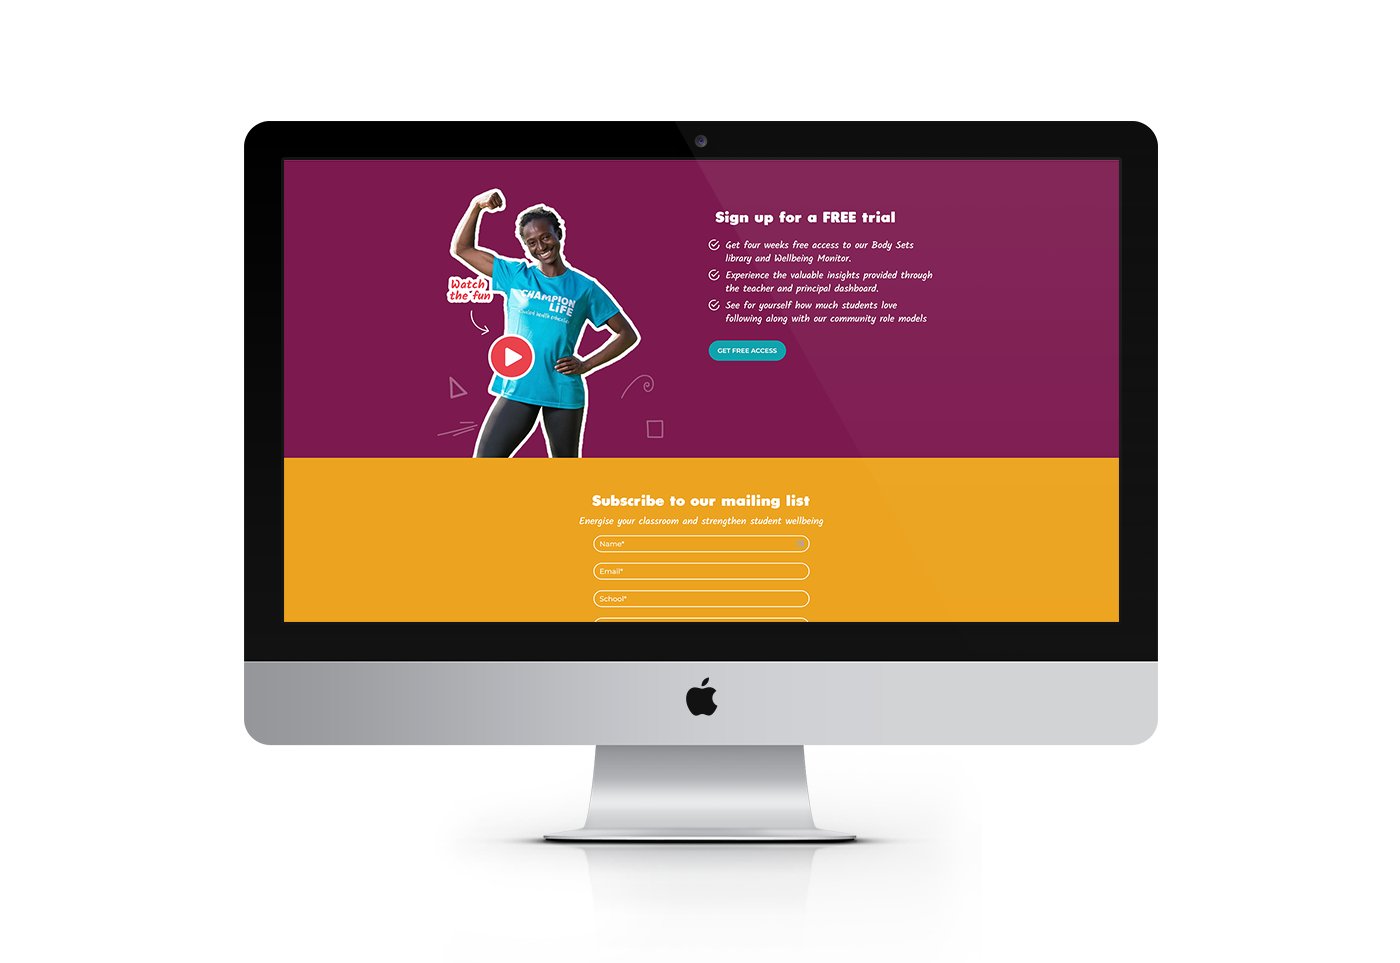 Sign up for a FREE trial
Get four weeks free access to our Body Sets
library and Wellbeing Monitor.
Experience the valuable insights provided through
the teacher and principal dashboard.
See for yourself how much students love
following along with our community role models
GET FREE ACCESS
Watch
the fun
CHAMPION
LiFE
health education
Subscribe to our mailing list
Energise your classroom and strengthen student wellbeing
Name*
Email*
School*